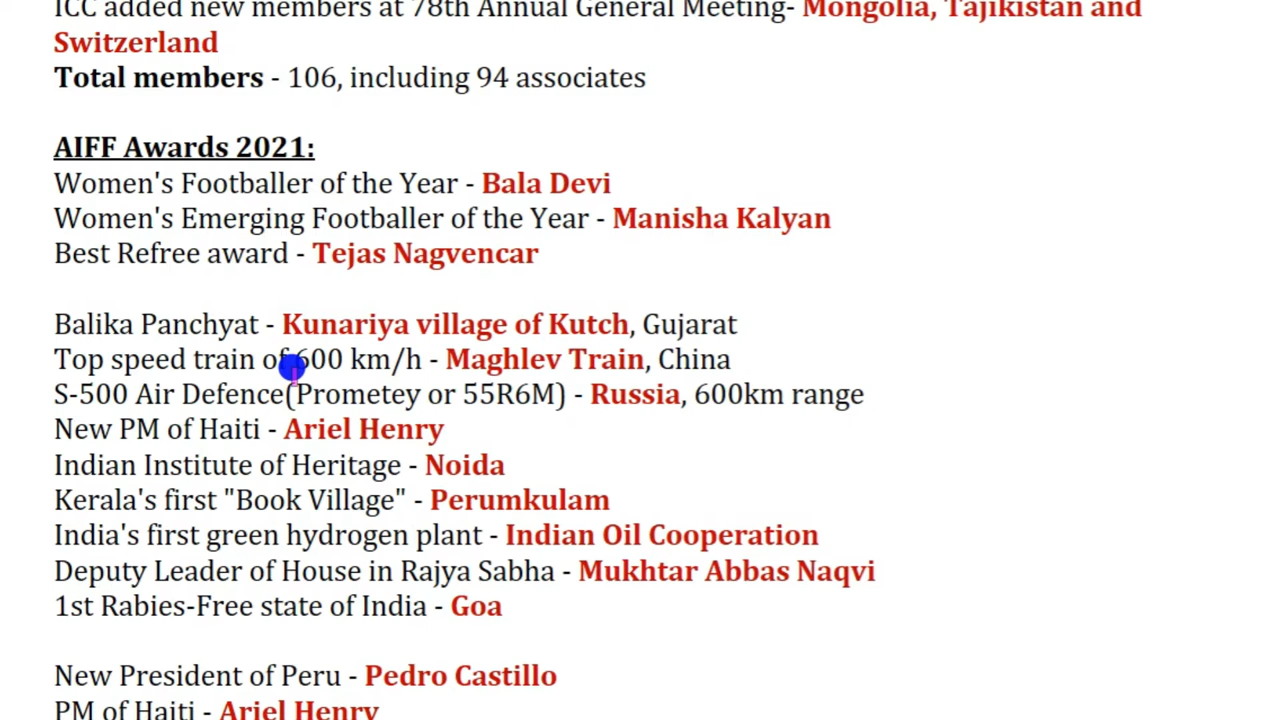 ICC added new members at 78th Annual General Meeting- Mongolia, Tajikistan and
Switzerland
Total members - 106, including 94 associates
AIFF Awards 2021:
Women's Footballer of the Year - Bala Devi
Women's Emerging Footballer of the Year - Manisha Kalyan
Best Refree award - Tejas Nagvencar
Balika Panchyat - Kunariya village of Kutch, Gujarat
Top speed train of 600 km/h - Maghlev Train, China
S-500 Air Defence(Prometey or 55R6M) - Russia, 600km range
New PM of Haiti - Ariel Henry
Indian Institute of Heritage - Noida
Kerala's first "Book Village" - Perumkulam
India's first green hydrogen plant - Indian Oil Cooperation
Deputy Leader of House in Rajya Sabha - Mukhtar Abbas Naqvi
1st Rabies-Free state of India - Goa
New President of Peru - Pedro Castillo
PM of Haiti - Ariel Henry